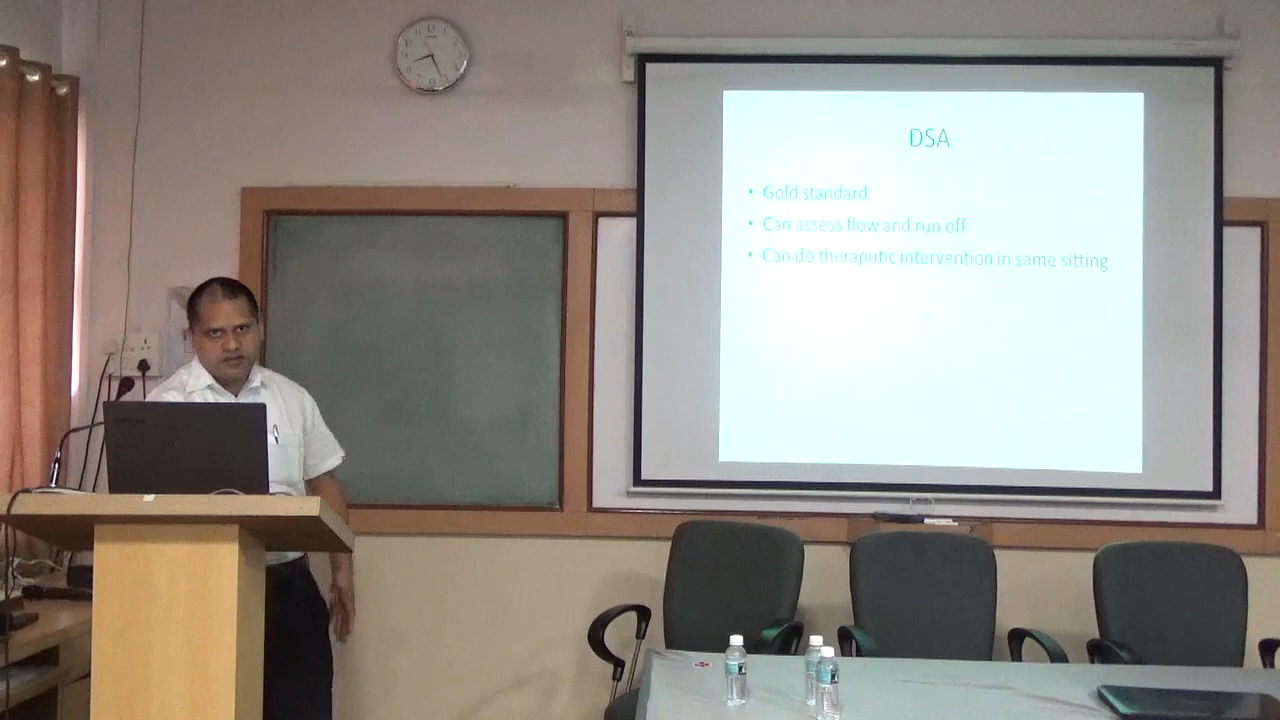 DSA
• Gold standard
• Can assess flow and run off
• Can do theraputic intervention in same sitting